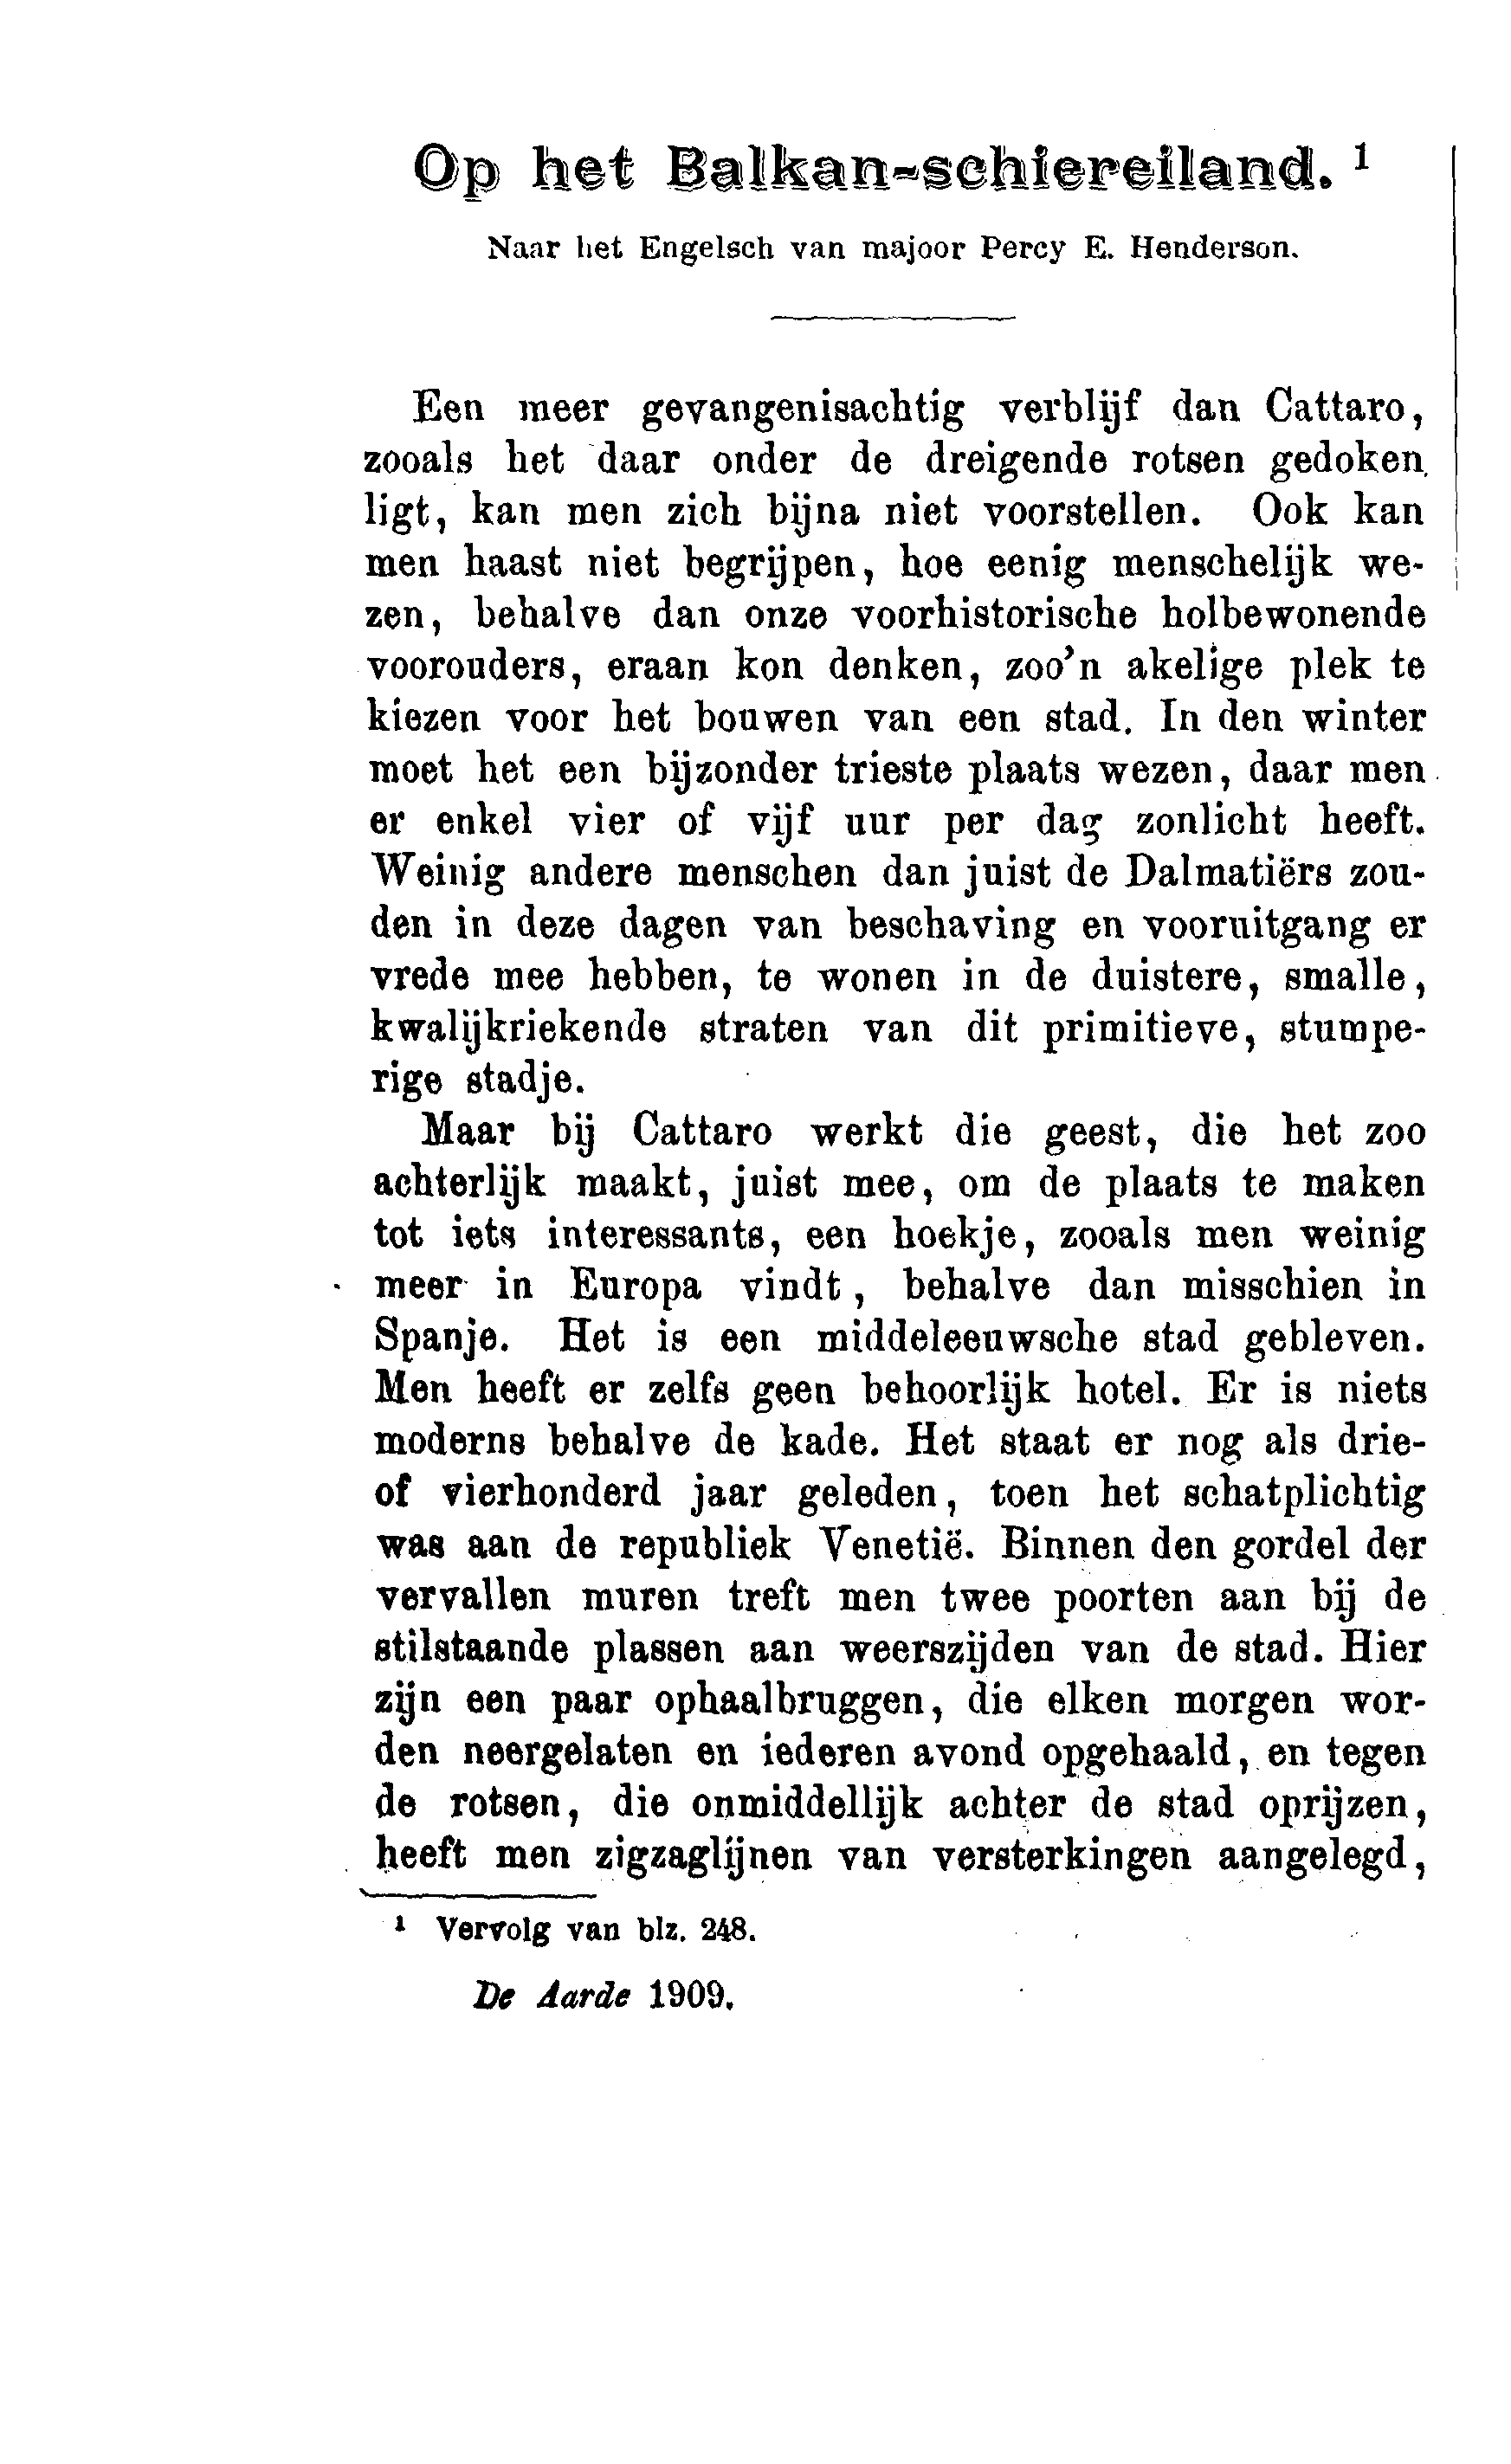 Op het Balkan-schiereiland. 1
Naar het Engelsch van majoor Percy E. Henderson.
Een meer gevangenisachtig verblijf dan Cattaro,
zooals het daar onder de dreigende rotsen gedoken
ligt, kan men zich bijna niet voorstellen. Ook kan
men haast niet begrijpen, hoe eenig menschelijk we-
zen, behalve dan onze voorhistorische holbewonende
voorouders, eraan kon denken, zoo'n akelige plek te
kiezen voor het bouwen van een stad. In den winter
moet het een bijzonder trieste plaats wezen, daar men
er enkel vier of vijf uur per dag zonlicht heeft.
Weinig andere menschen dan juist de Dalmatiërs zou-
den in deze dagen van beschaving en vooruitgang er
vrede mee hebben, te wonen in de duistere, smalle,
kwalijkriekende straten van dit primitieve, stumpe-
rige stadje.
Maar bij Cattaro werkt die geest, die het zoo
achterlijk maakt, juist mee, om de plaats te maken
tot iets interessants, een hoekje, zooals men weinig
meer in Europa vindt, behalve dan misschien in
Spanje. Het is een middeleeuwsche stad gebleven.
Men heeft er zelfs geen behoorlijk hotel. Er is niets
moderns behalve de kade. Het staat er nog als drie-
of vierhonderd jaar geleden, toen het schatplichtig
was aan de republiek Venetië. Binnen den gordel der
vervallen muren treft men twee poorten aan bij de
stilstaande plassen aan weerszijden van de stad. Hier
zijn een paar ophaalbruggen, die elken morgen wor-
den neergelaten en iederen avond opgehaald, en tegen
de rotsen, die onmiddellijk achter de stad oprijzen,
heeft men zigzaglijnen van versterkingen aangelegd,
1 Vervolg van blz. 248.
De Aarde 1909.